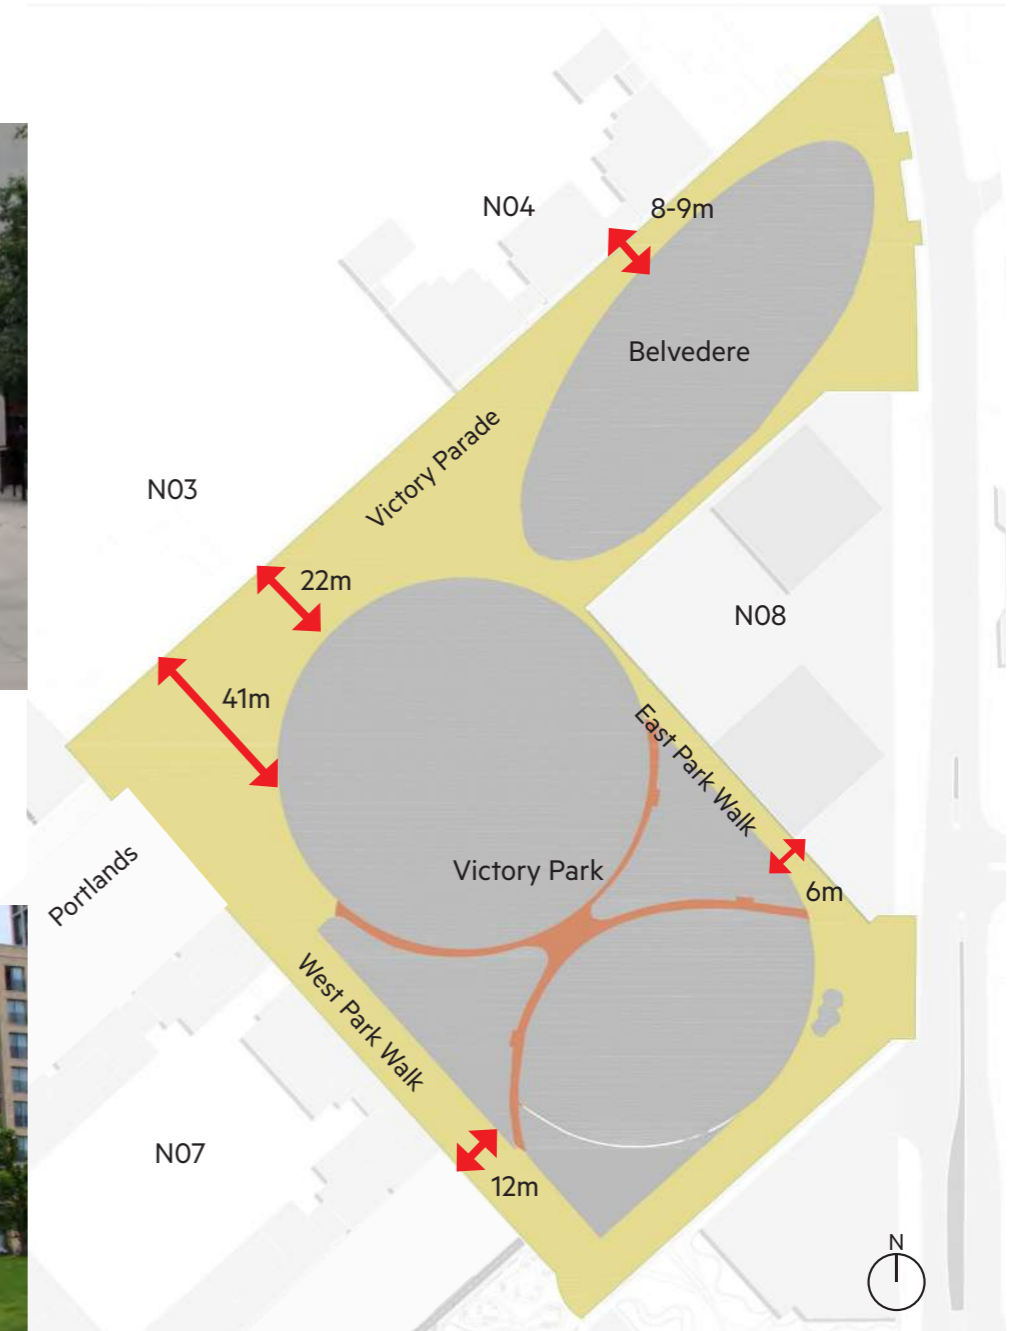 N04
8-9m
Belvedere
Victory Parade
N03
22m
N08
41m
East Park Walk
Victory Park
6m
Portlands
West Park Walk
N07
12m
N